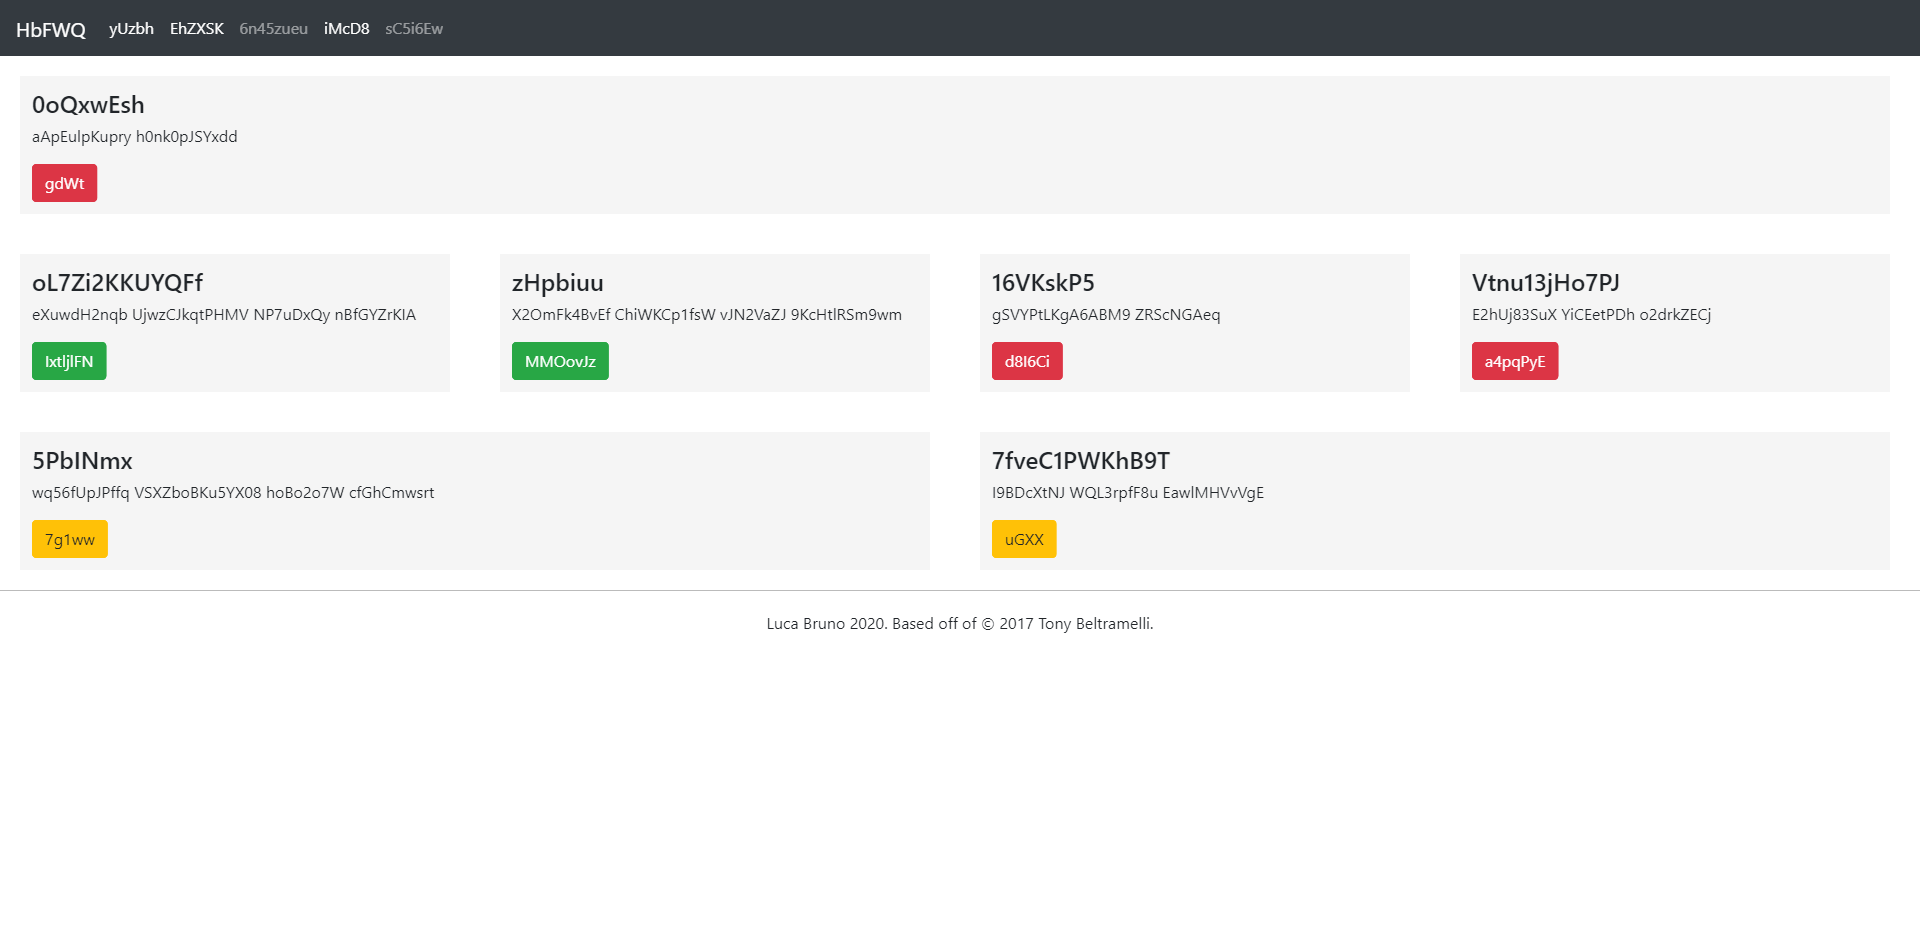 HbFWQ yUzbh EhZXSK 6n45zueu iMcD8 sC5i6Ew
0oQxwEsh
aApEulpKupry h0nk0pJSYxdd
gdWt
oL7Zi2KKUYQFf
eXuwdH2nqb UjwzCJkqtPHMV NP7uDxQy nBfGYZrKIA
IxtljlFN
zHpbiuu
X2OmFk4BvEf ChiWKCp1fsW vJN2VaZJ 9KcHtlRSm9wm
MMOovJz
16VKskP5
gSVYPtLKgA6ABM9 ZRScNGAeq
d8I6Ci
Vtnu13jHo7PJ
E2hUj83SuX YiCEetPDh o2drkZECj
a4pqPyE
5PbINmx
wq56fUpJPffq VSXZboBKu5YX08 hoBo2o7W cfGhCmwsrt
7g1ww
7fveC1PWKhB9T
I9BDcXtNJ WQL3rpfF8u EawlMHVvVgE
uGXX
Luca Bruno 2020. Based off of © 2017 Tony Beltramelli.